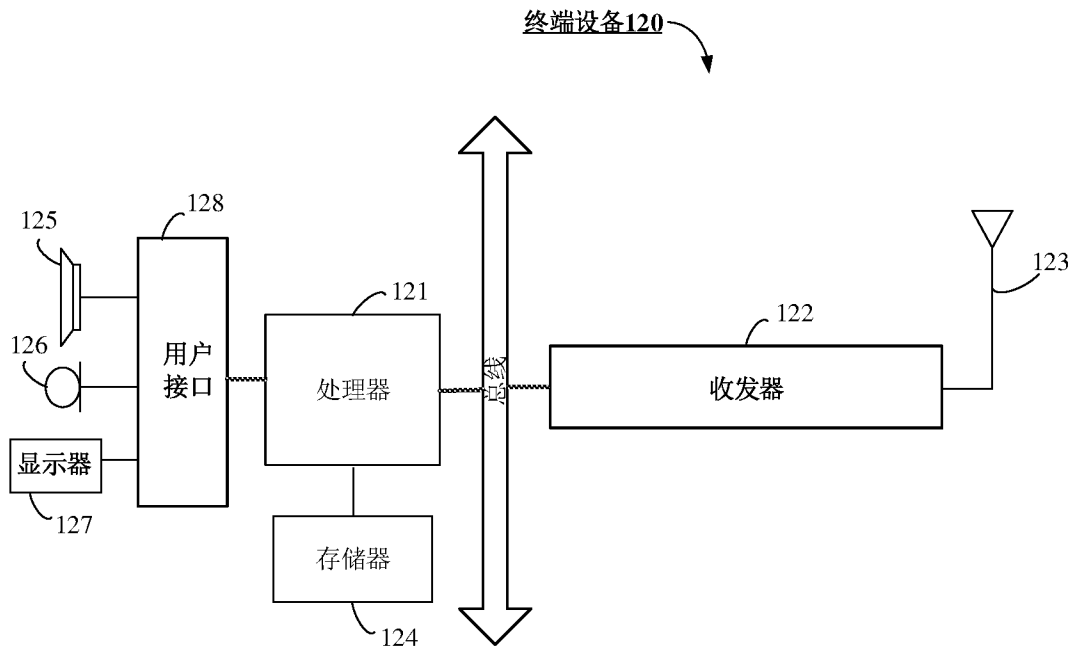 终端设备120
128
125
123
121
122
126
用户
接口
处理器
总线
收发器
显示器
127
存储器
124